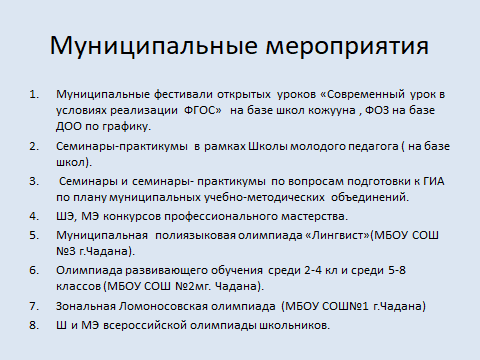 Муниципальные мероприятия
1. Муниципальные фестивали открытых уроков «Современный урок в
условиях реализации ФГОС» на базе школ кожууна , ФОЗ на базе
ДОО по графику.
2. Семинары-практикумы в рамках Школы молодого педагога ( на базе
школ).
3. Семинары и семинары- практикумы по вопросам подготовки к ГИА
по плану муниципальных учебно-методических объединений.
4. ШЭ, МЭ конкурсов профессионального мастерства.
5. Муниципальная полиязыковая олимпиада «Лингвист»(МБОУ СОШ
№3 г.Чадана).
6. Олимпиада развивающего обучения среди 2-4 кл и среди 5-8
классов (МБОУ СОШ №2мг. Чадана).
7. Зональная Ломоносовская олимпиада (МБОУ СОШ№1 г.Чадана)
8. Ш и МЭ всероссийской олимпиады школьников.